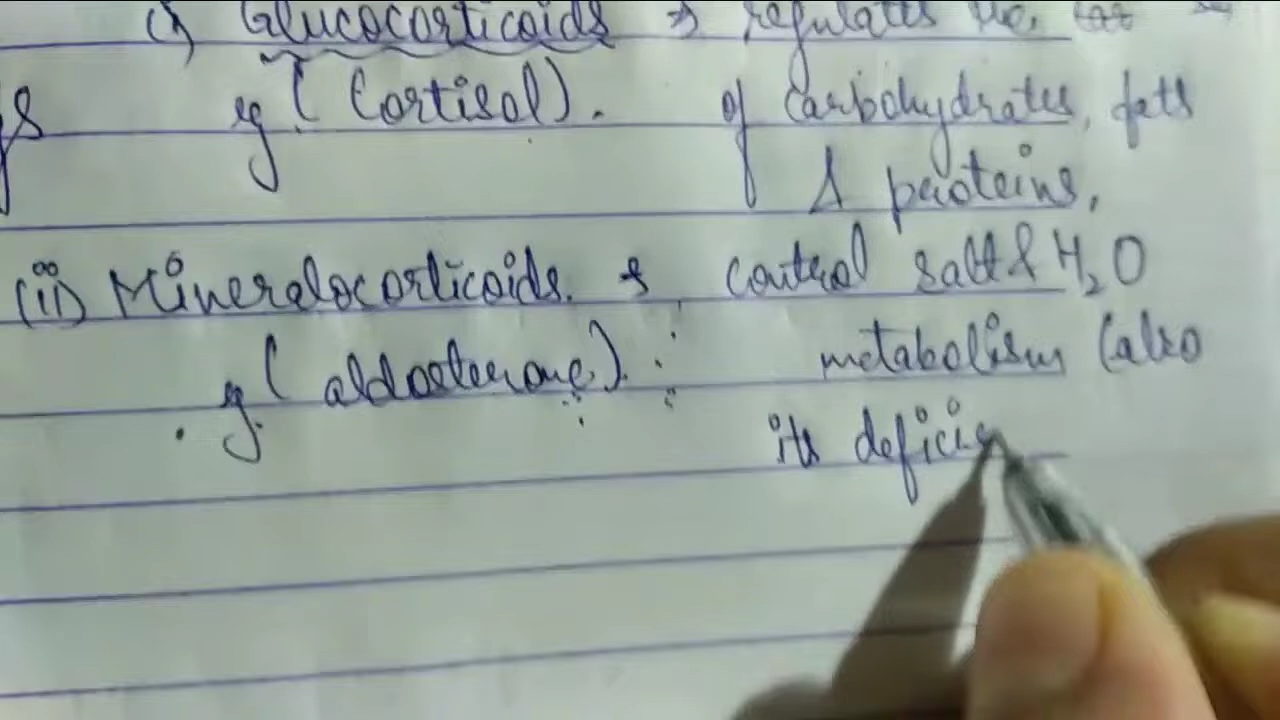 (i) Glucocorticoids → regulates the
eg (Cortisol). of carbohydrates, fats
& proteins.
(ii) Mineralocorticoids → control salt & H₂O
eg (aldosterone). metabolism (also
its defici